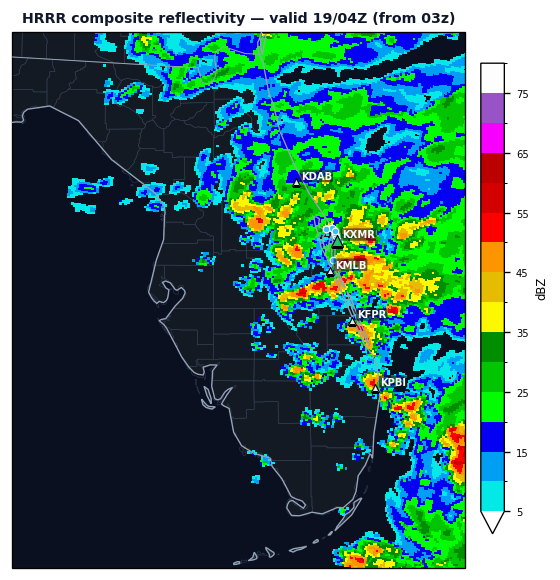 HRRR composite reflectivity — valid 19/04Z (from 03z)
KDAB
KXMR
KMLB
KFPR
KPBI
75
65
55
45
35
25
15
5
dBZ